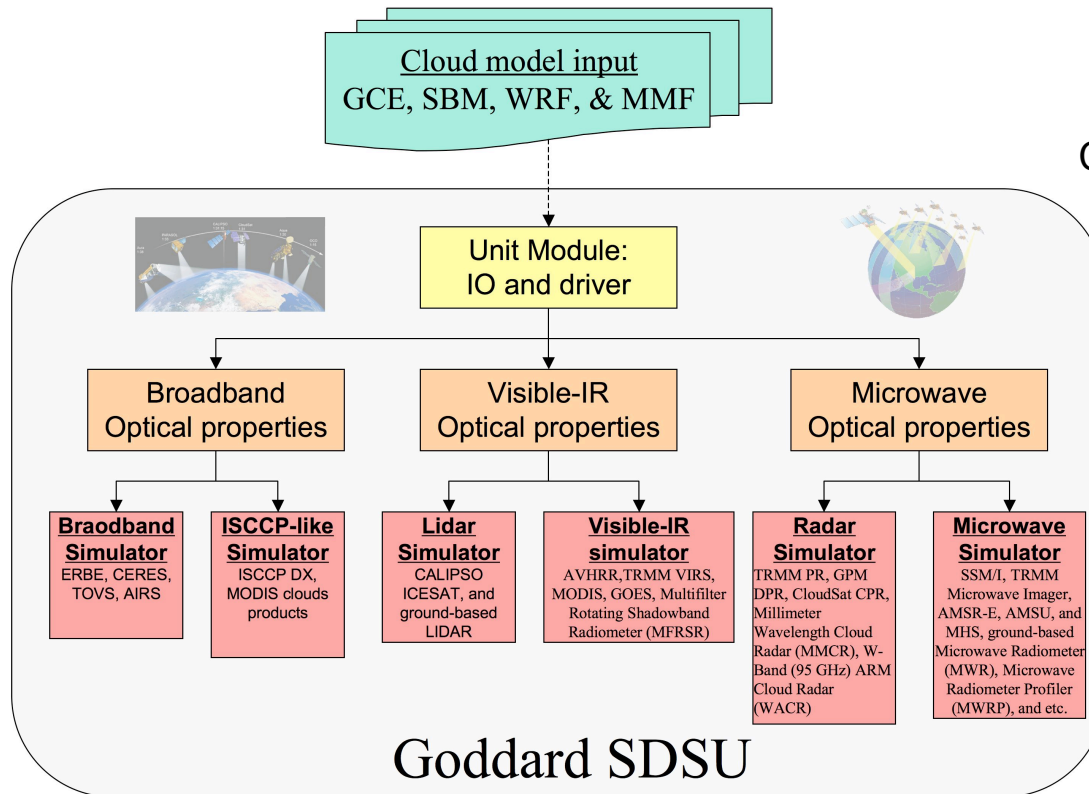 Cloud model input
GCE, SBM, WRF, & MMF
Unit Module:
IO and driver
Broadband
Optical properties
Visible-IR
Optical properties
Microwave
Optical properties
Braodband
Simulator
ERBE, CERES,
TOVS, AIRS
ISCCP-like
Simulator
ISCCP DX,
MODIS clouds
products
Lidar
Simulator
CALIPSO
ICESAT, and
ground-based
LIDAR
Visible-IR
simulator
AVHRR,TRMM VIRS,
MODIS, GOES, Multifilter
Rotating Shadowband
Radiometer (MFRSR)
Radar
Simulator
TRMM PR, GPM
DPR, CloudSat CPR,
Millimeter
Wavelength Cloud
Radar (MMCR), W-
Band (95 GHz) ARM
Cloud Radar
(WACR)
Microwave
Simulator
SSM/I, TRMM
Microwave Imager,
AMSR-E, AMSU, and
MHS, ground-based
Microwave Radiometer
(MWR), Microwave
Radiometer Profiler
(MWRP), and etc.
Goddard SDSU